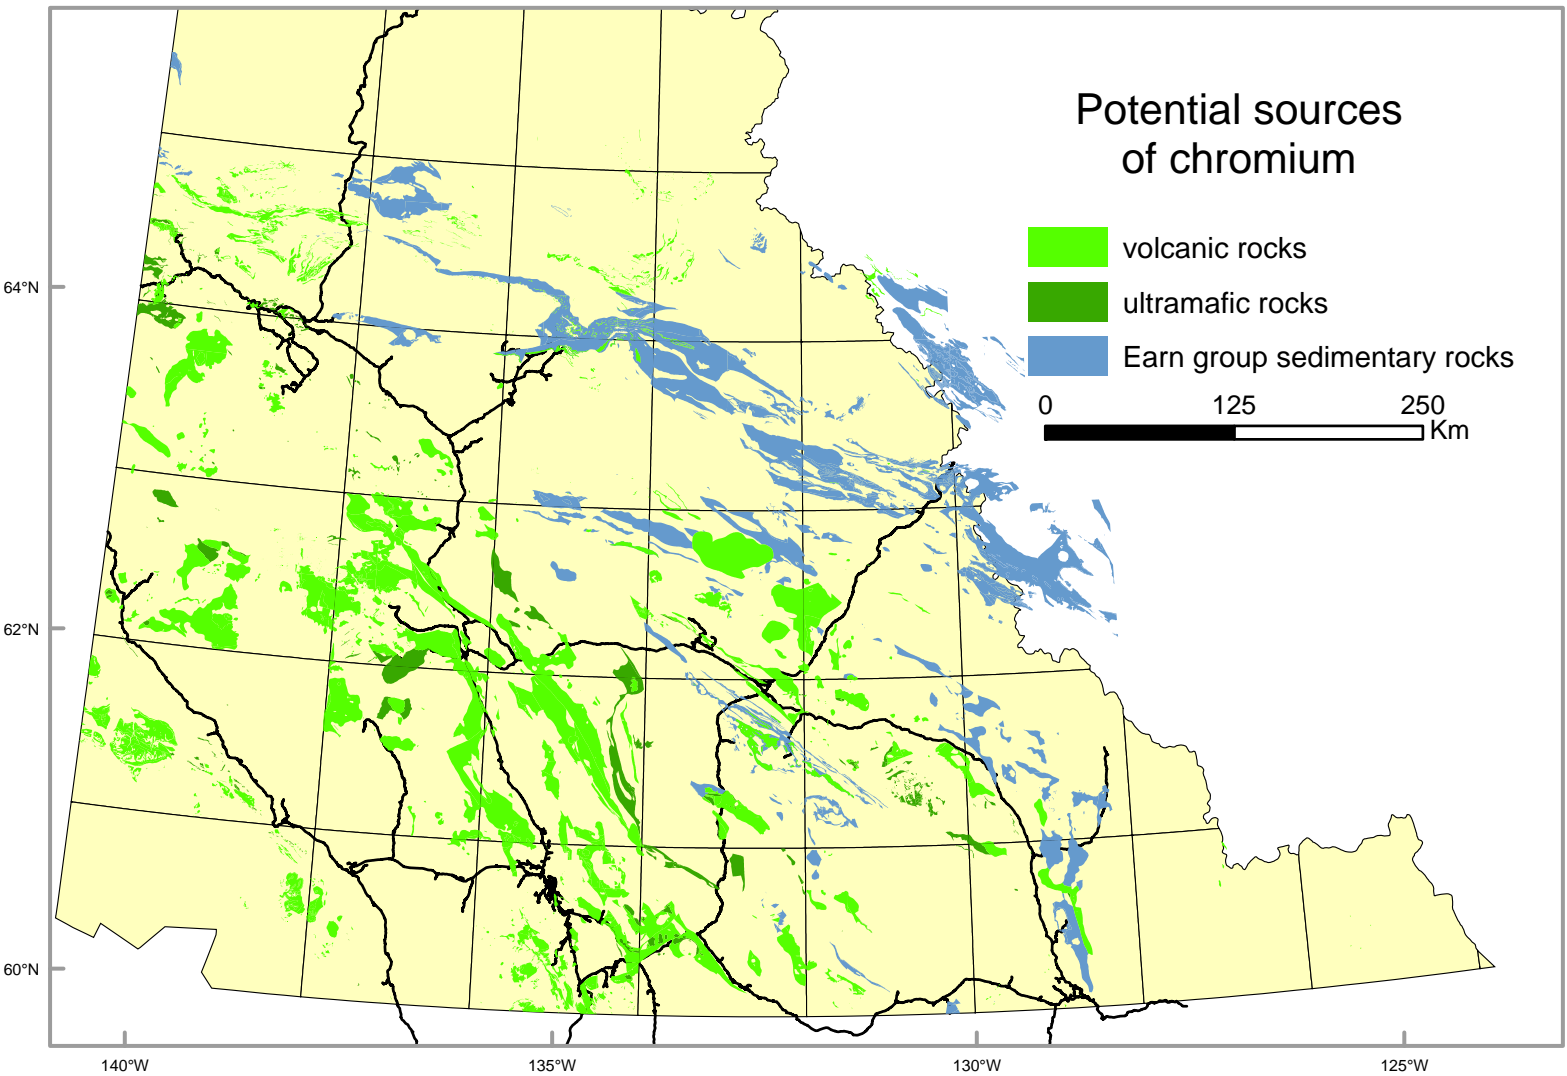 Potential sources
of chromium
volcanic rocks
ultramafic rocks
Earn group sedimentary rocks
0 125 250
Km
64°N
62°N
60°N
140°W 135°W 130°W 125°W